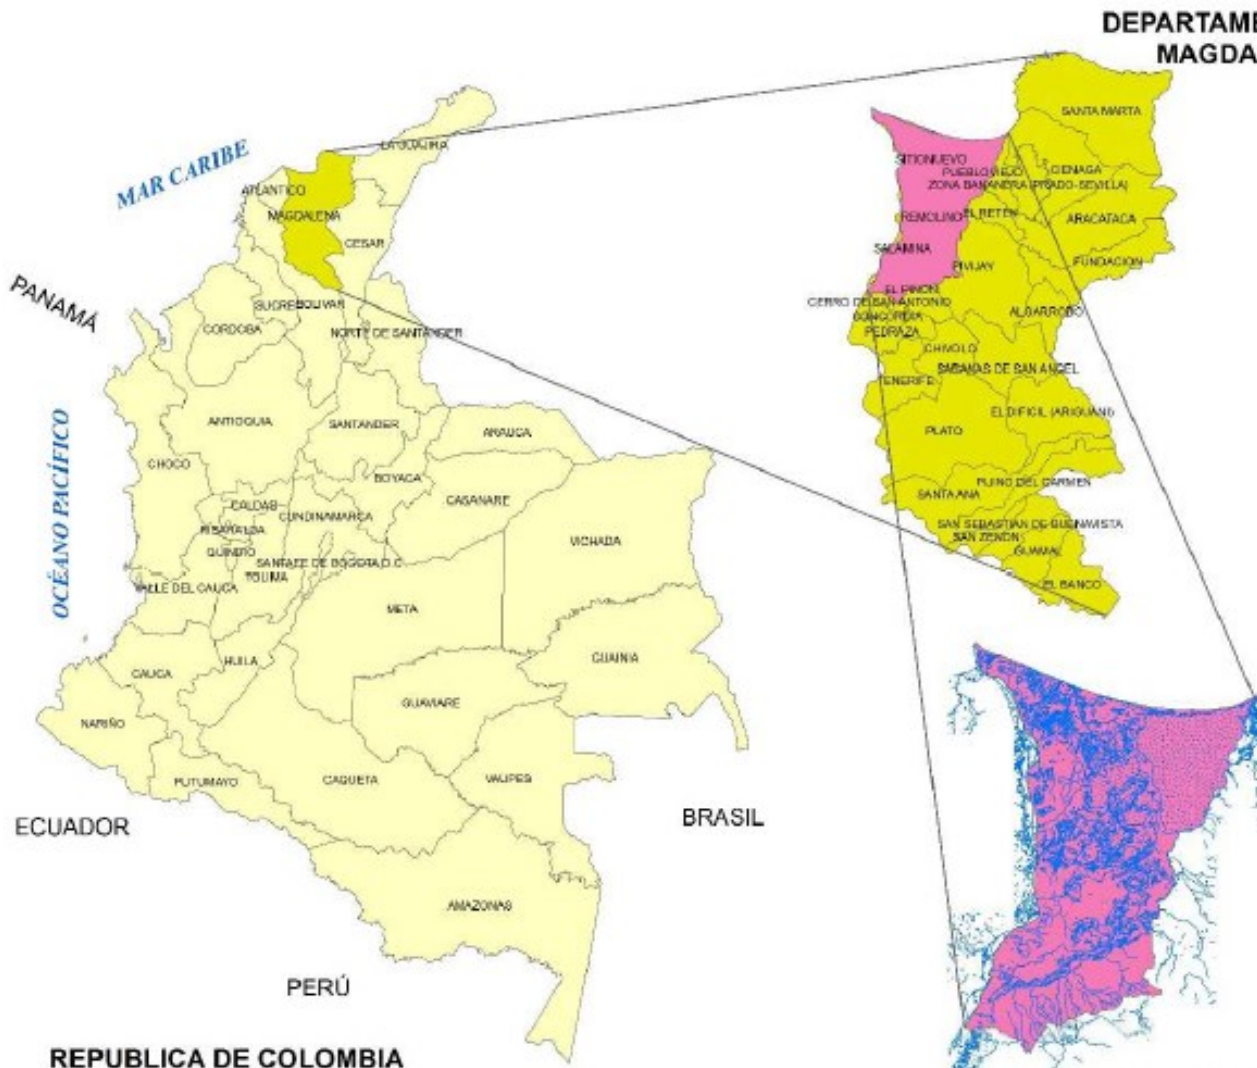 DEPARTAME
MAGDA
MAR CARIBE
LA GUAJIRA
ATLANTICO
MAGDALENA
CESAR
PANAMÁ
SUCRE
BOLIVAR
CORDOBA
NORTE DE SANTANDER
OCÉANO PACÍFICO
ANTIOQUIA
SANTANDER
ARAUCA
CHOCO
BOYACA
CASANARE
CALDAS
CUNDINAMARCA
RISARALDA
VICHADA
QUINDIO
SANTAFE DE BOGOTA D.C
TOLIMA
VALLE DEL CAUCA
META
HUILA
GUAINIA
CAUCA
GUAVIARE
NARIÑO
PUTUMAYO
CAQUETA
VAUPES
ECUADOR
BRASIL
AMAZONAS
PERÚ
REPUBLICA DE COLOMBIA
SANTA MARTA
SITIONUEVO
PUEBLOVIEJO
CIENAGA
ZONA BANANERA (PRADO-SEVILLA)
REMOLINO
EL RETEN
ARACATACA
SALAMINA
PIVIJAY
FUNDACION
EL PIÑON
CERRO DE SAN ANTONIO
CONCORDIA
ALGARROBO
PEDRAZA
CHIVOLO
TENERIFE
SABANAS DE SAN ANGEL
EL DIFICIL (ARIGUANI)
PLATO
PIJINO DEL CARMEN
SANTA ANA
SAN SEBASTIAN DE BUENAVISTA
SAN ZENON
GUAMAL
EL BANCO